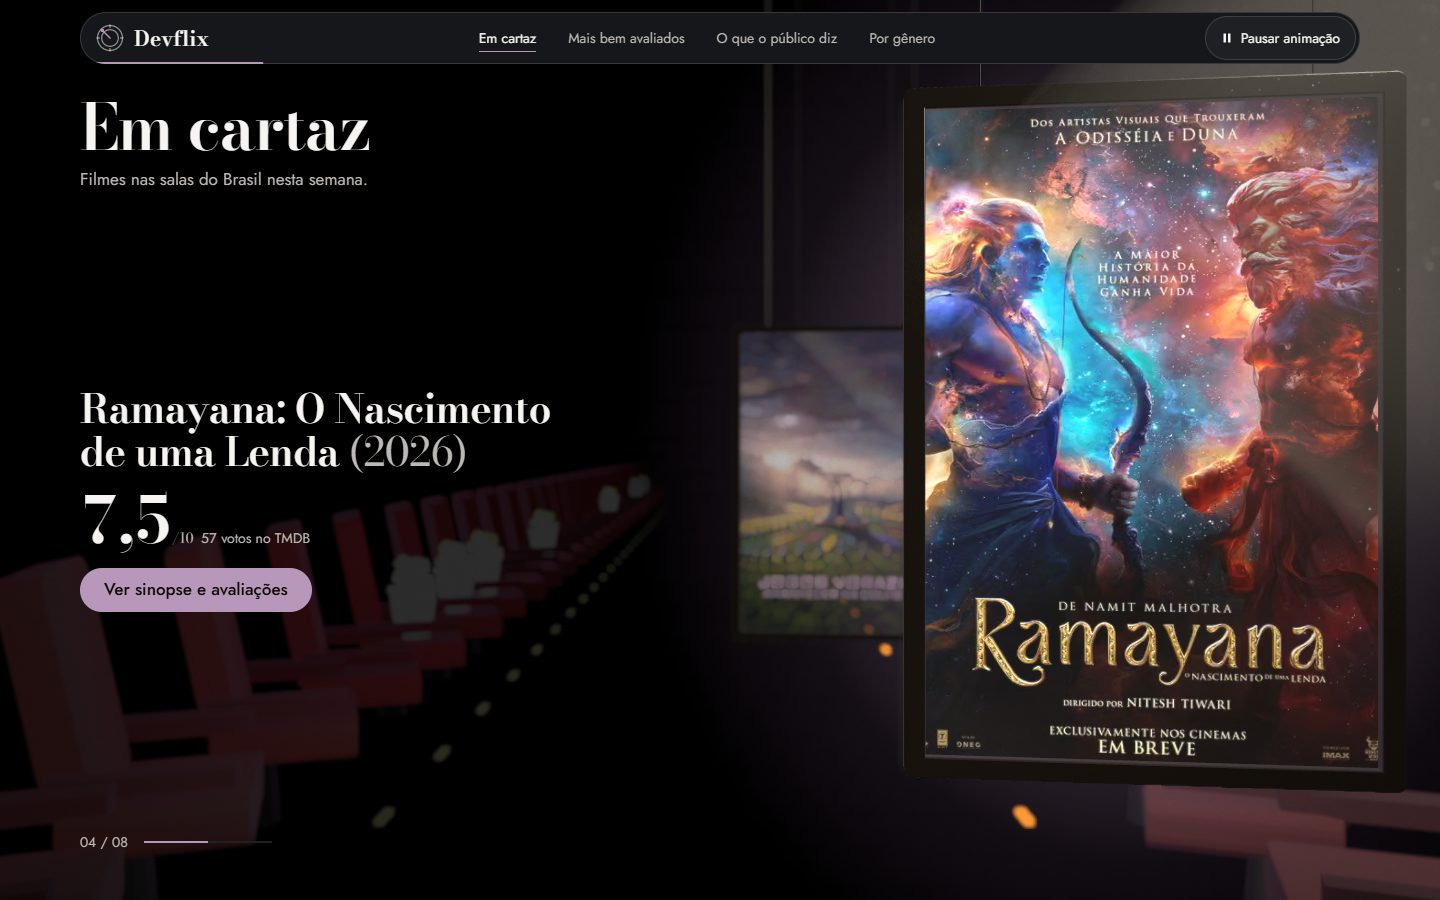 Devflix
Em cartaz
Mais bem avaliados
O que o público diz
Por gênero
Pausar animação
Em cartaz
Filmes nas salas do Brasil nesta semana.
Ramayana: O Nascimento
de uma Lenda (2026)
7,5/10 57 votos no TMDB
Ver sinopse e avaliações
04 / 08
Dos Artistas Visuais Que Trouxeram
A Odisséia e Duna
A Maior
História da
Humanidade
Ganha Vida
DE NAMIT MALHOTRA
Ramayana
O NASCIMENTO DE UMA LENDA
DIRIGIDO POR NITESH TIWARI
EXCLUSIVAMENTE NOS CINEMAS
EM BREVE
DNEG
IMAX